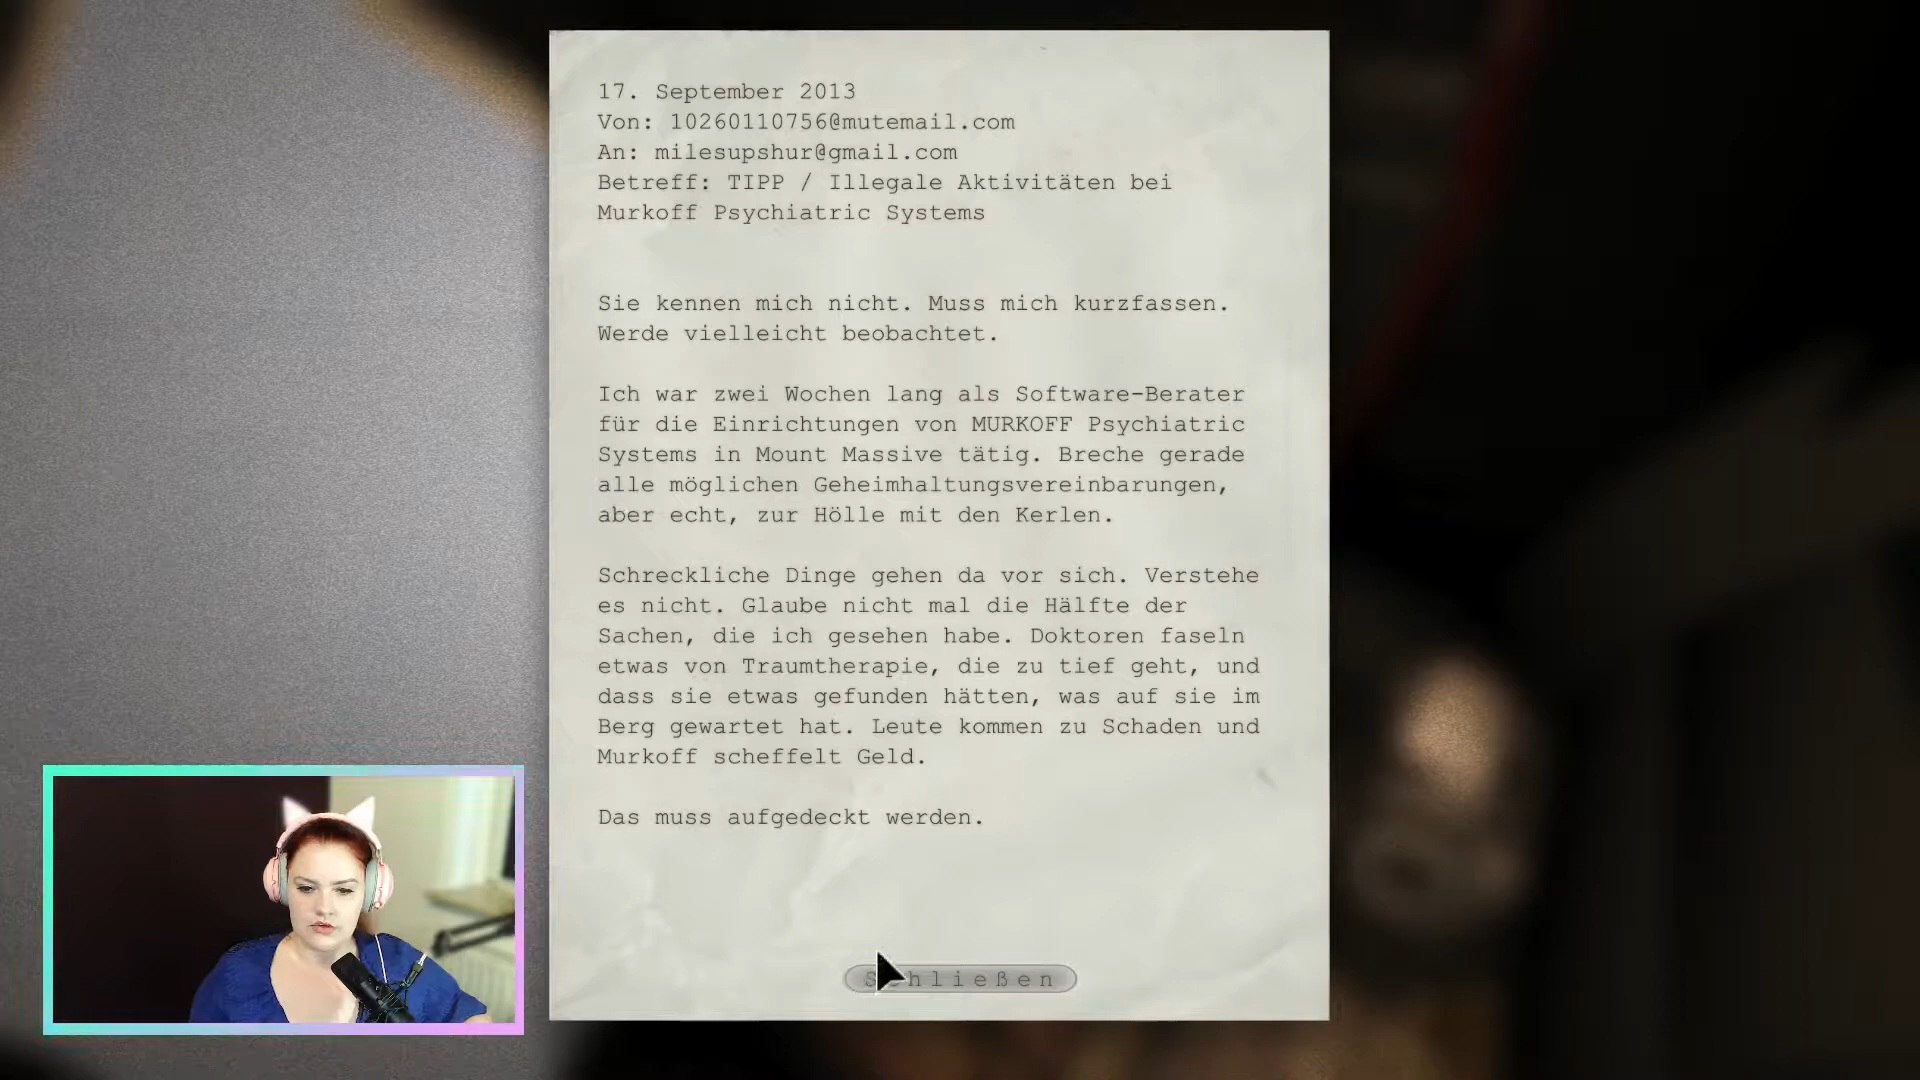 17. September 2013
Von: 10260110756@mutemail.com
An: milesupshur@gmail.com
Betreff: TIPP / Illegale Aktivitäten bei
Murkoff Psychiatric Systems
Sie kennen mich nicht. Muss mich kurzfassen.
Werde vielleicht beobachtet.
Ich war zwei Wochen lang als Software-Berater
für die Einrichtungen von MURKOFF Psychiatric
Systems in Mount Massive tätig. Breche gerade
alle möglichen Geheimhaltungsvereinbarungen,
aber echt, zur Hölle mit den Kerlen.
Schreckliche Dinge gehen da vor sich. Verstehe
es nicht. Glaube nicht mal die Hälfte der
Sachen, die ich gesehen habe. Doktoren faseln
etwas von Traumtherapie, die zu tief geht, und
dass sie etwas gefunden hätten, was auf sie im
Berg gewartet hat. Leute kommen zu Schaden und
Murkoff scheffelt Geld.
Das muss aufgedeckt werden.
Schließen